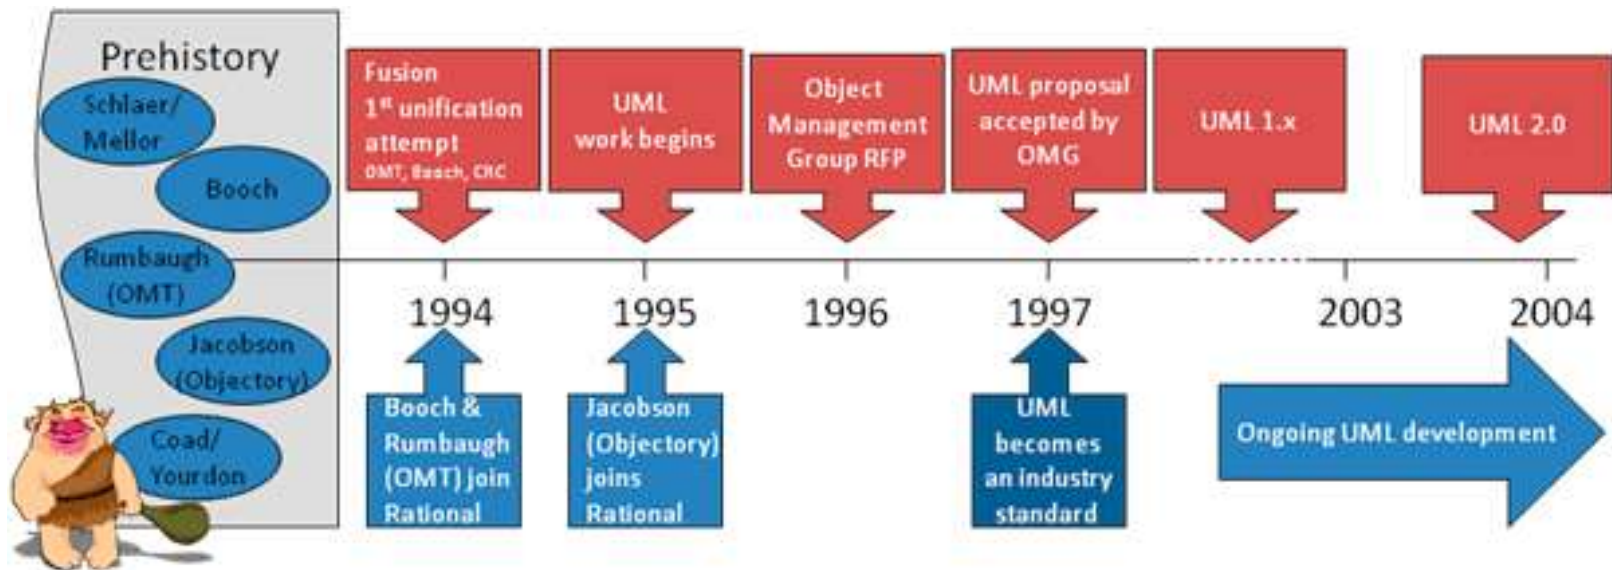 Prehistory
Schlaer/
Mellor
Booch
Rumbaugh
(OMT)
Jacobson
(Objectory)
Coad/
Yourdon
Fusion
1st unification
attempt
OMT, Booch, CRC
UML
work begins
Object
Management
Group RFP
UML proposal
accepted by
OMG
UML 1.x
UML 2.0
1994
1995
1996
1997
2003
2004
Booch &
Rumbaugh
(OMT) join
Rational
Jacobson
(Objectory)
joins
Rational
UML
becomes
an industry
standard
Ongoing UML development